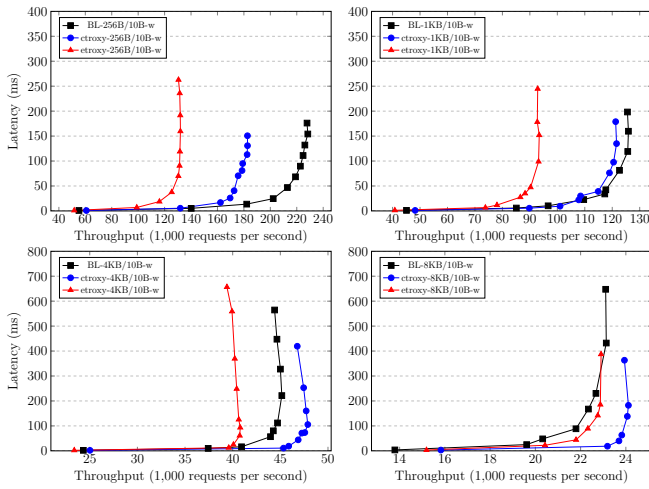 400
350
300
250
200
150
100
50
0
Latency (ms)
BL-256B/10B-w
ctroxy-256B/10B-w
etroxy-256B/10B-w
40 60 80 100 120 140 160 180 200 220 240
Throughput (1,000 requests per second)
400
350
300
250
200
150
100
50
0
BL-1KB/10B-w
ctroxy-1KB/10B-w
etroxy-1KB/10B-w
40 50 60 70 80 90 100 110 120 130
Throughput (1,000 requests per second)
800
700
600
500
400
300
200
100
0
Latency (ms)
BL-4KB/10B-w
ctroxy-4KB/10B-w
etroxy-4KB/10B-w
25 30 35 40 45 50
Throughput (1,000 requests per second)
800
700
600
500
400
300
200
100
0
BL-8KB/10B-w
ctroxy-8KB/10B-w
etroxy-8KB/10B-w
14 16 18 20 22 24
Throughput (1,000 requests per second)